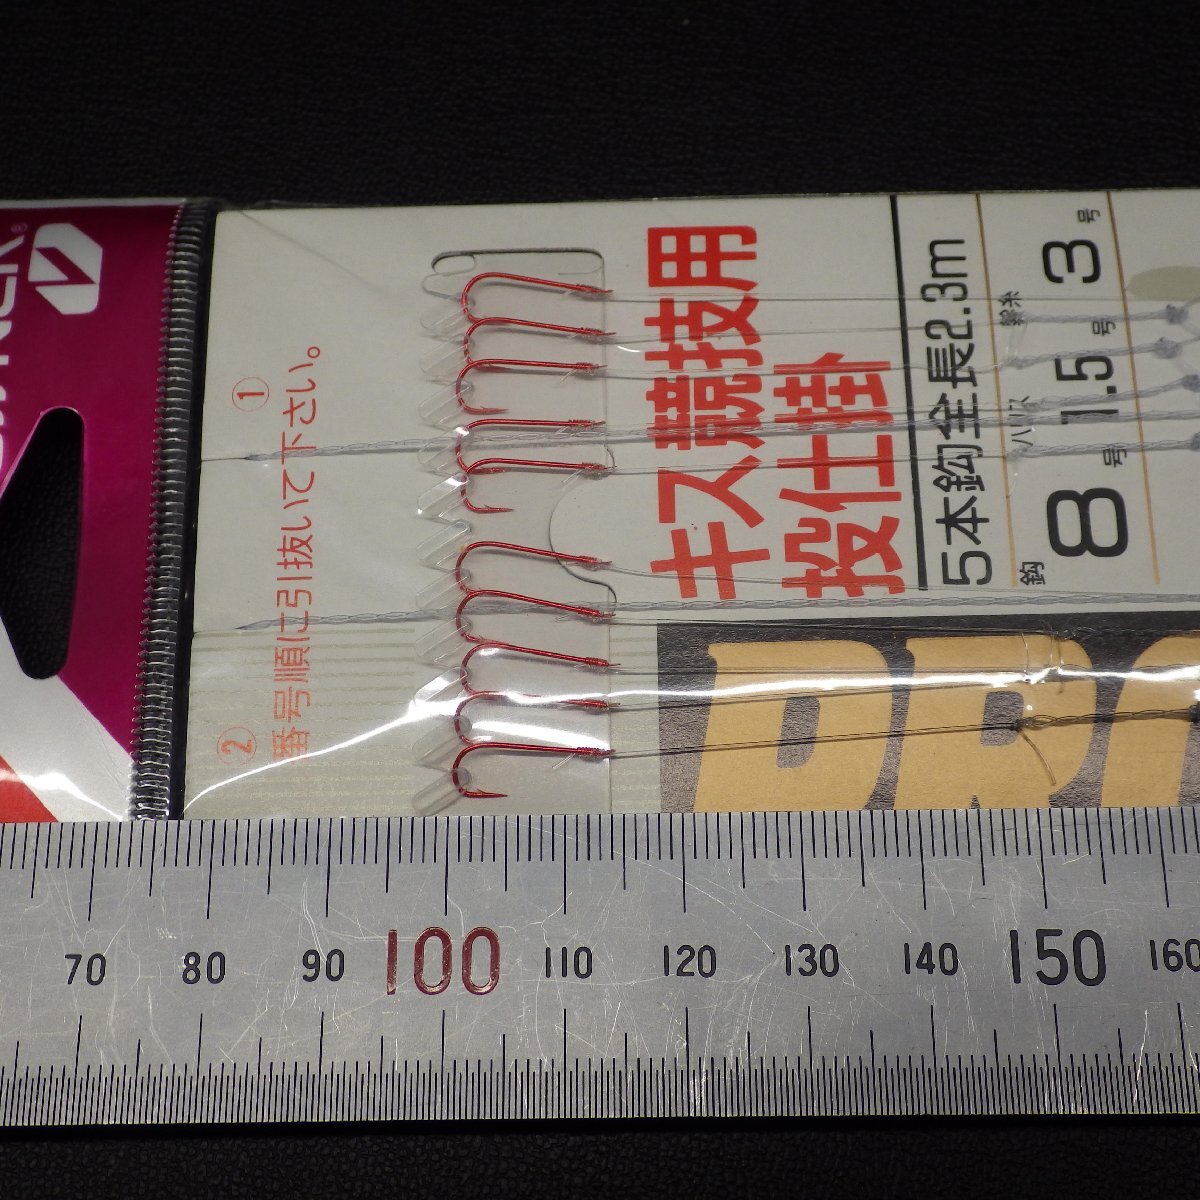 ①
②
番号順に引抜いて下さい。
キス競技用
投仕掛
5本鈎全長2.3m
幹糸 3号
ハリス 1.5号
鈎 8号
70 80 90 100 110 120 130 140 150 160